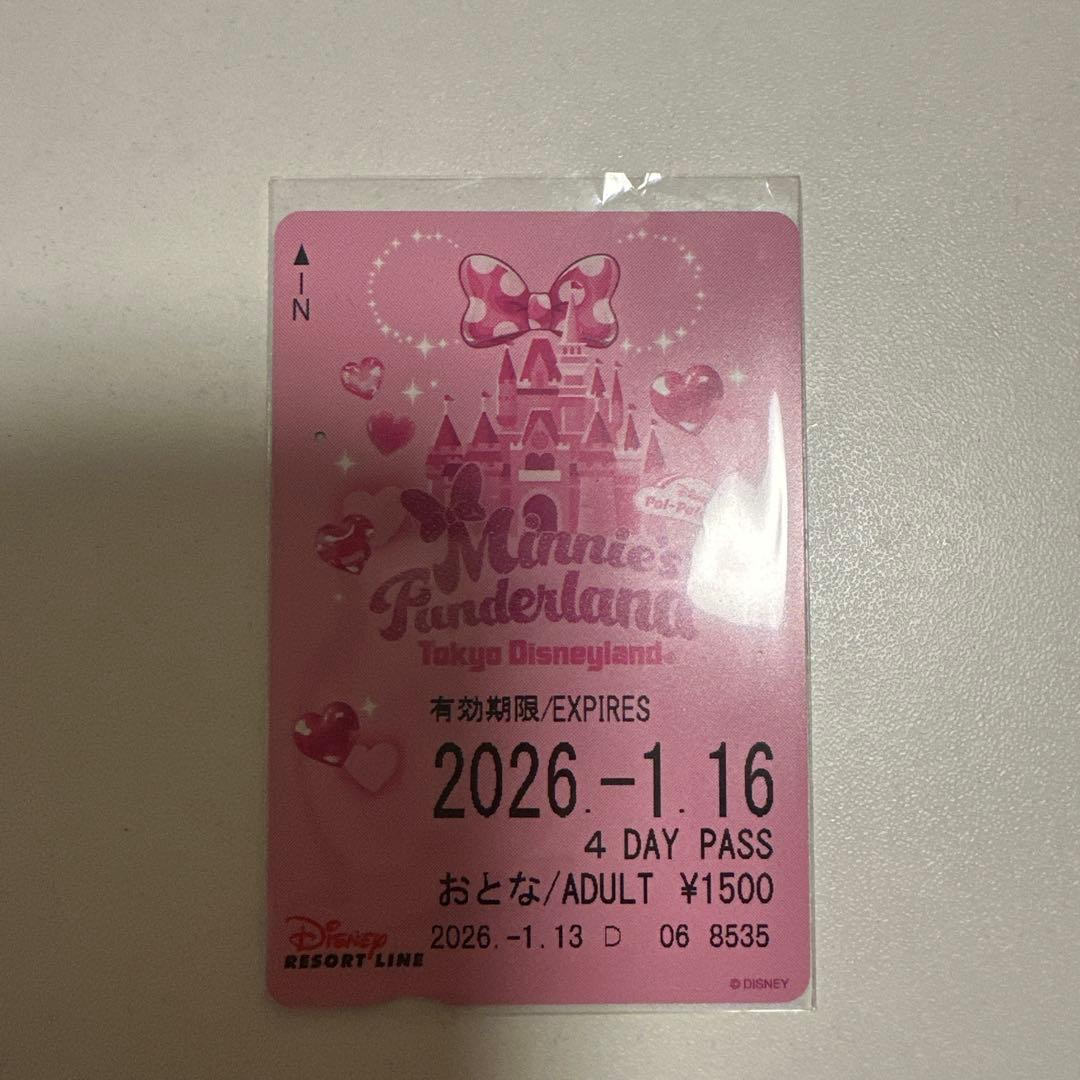 IN
Minnie's
Funderland
Tokyo Disneyland
有効期限/EXPIRES
2026.-1.16
4 DAY PASS
おとな/ADULT ¥1500
2026.-1.13 D 06 8535
Disney
RESORT LINE
© DISNEY